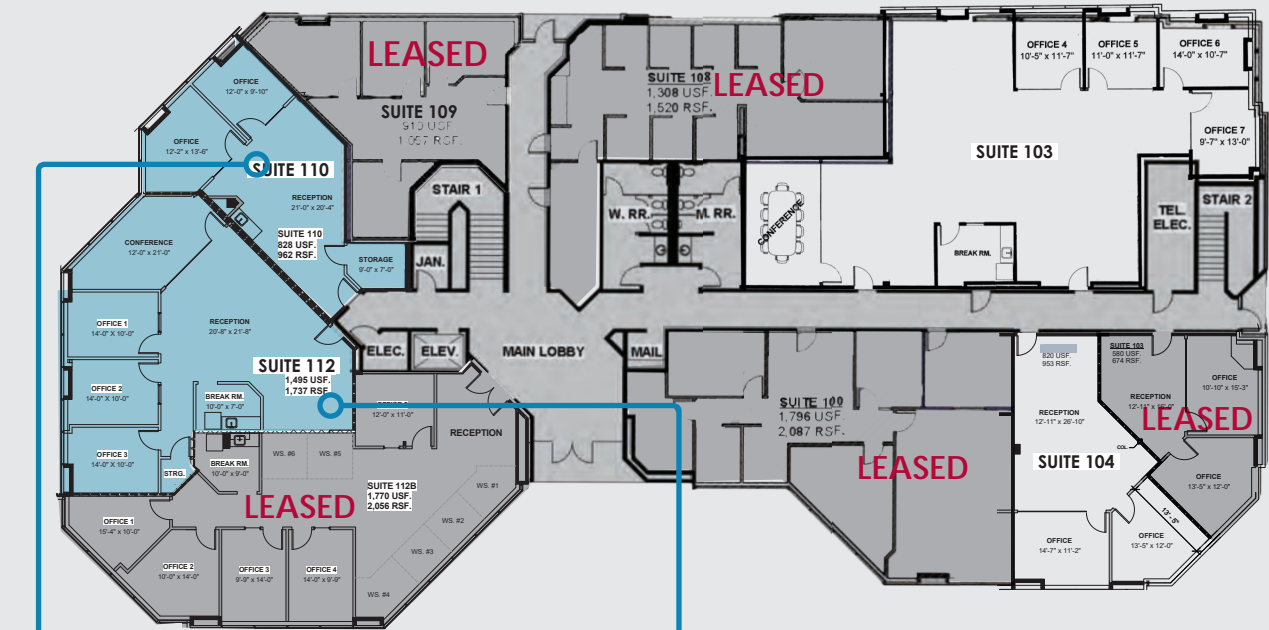 LEASED
SUITE 109
910 USF
1 057 RSF.
OFFICE
12'-0" x 9'-10"
OFFICE
12'-2" x 13'-6"
SUITE 110
RECEPTION
21'-0" x 20'-4"
SUITE 110
828 USF.
962 RSF.
STORAGE
9'-0" x 7'-0"
STAIR 1
JAN.
SUITE 108
1,308 USF.
1,520 RSF.
LEASED
W. RR.
M. RR.
CONFERENCE
SUITE 103
OFFICE 4
10'-5" x 11'-7"
OFFICE 5
11'-0" x 11'-7"
OFFICE 6
14'-0" x 10'-7"
OFFICE 7
9'-7" x 13'-0"
BREAK RM.
TEL.
ELEC.
STAIR 2
CONFERENCE
12'-0" x 21'-0"
OFFICE 1
14'-0" X 10'-0"
RECEPTION
20'-8" x 21'-8"
SUITE 112
1,495 USF.
1,737 RSF
OFFICE 2
14'-0" X 10'-0"
BREAK RM.
10'-0" x 7'-0"
OFFICE 3
14'-0" X 10'-0"
STRG.
ELEC.
ELEV.
MAIN LOBBY
MAIL
12'-0" x 11'-0"
RECEPTION
BREAK RM.
10'-0" x 9'-0"
WS. #6
WS. #5
SUITE 112B
1,770 USF.
2,056 RSF.
LEASED
WS. #1
WS. #2
WS. #3
WS. #4
OFFICE 1
15'-4" x 10'-0"
OFFICE 2
10'-0" x 14'-0"
OFFICE 3
9'-9" x 14'-0"
OFFICE 4
14'-0" x 9'-9"
SUITE 100
1,796 USF.
2,087 RSF.
LEASED
820 USF.
953 RSF.
RECEPTION
12'-11" x 26'-10"
COL
SUITE 104
OFFICE
14'-7" x 11'-2"
13'-5"
OFFICE
13'-5" x 12'-0"
SUITE 103
580 USF.
674 RSF.
RECEPTION
OFFICE
10'-10" x 15'-3"
LEASED
OFFICE
13'-5" x 12'-0"